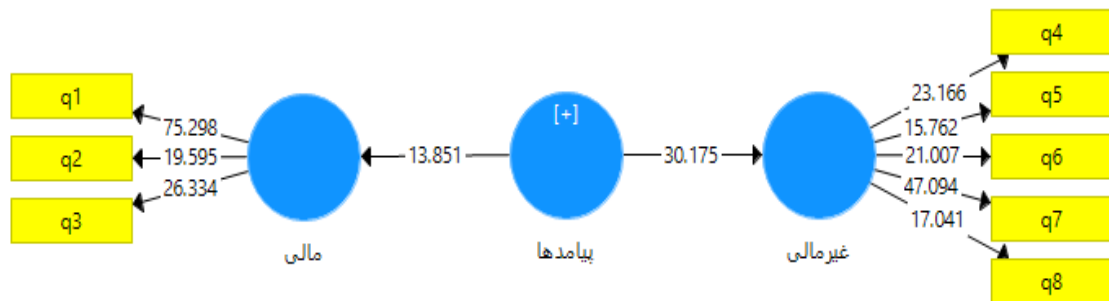 q1
q2
q3
75.298
19.595
26.334
مالی
13.851
[+]
پیامدها
30.175
غیرمالی
23.166
15.762
21.007
47.094
17.041
q4
q5
q6
q7
q8